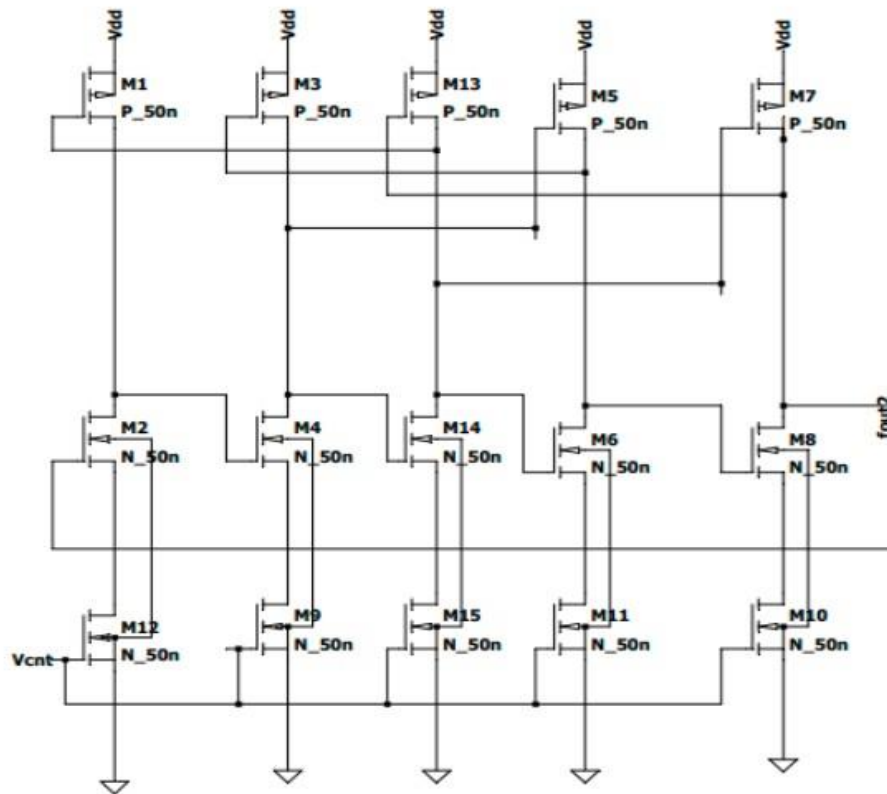 Vdd Vdd Vdd Vdd Vdd
M1 M3 M13 M5 M7
P_50n P_50n P_50n P_50n P_50n
fout2
M2 M4 M14 M6 M8
N_50n N_50n N_50n N_50n N_50n
M12 M9 M15 M11 M10
N_50n N_50n N_50n N_50n N_50n
Vcnt